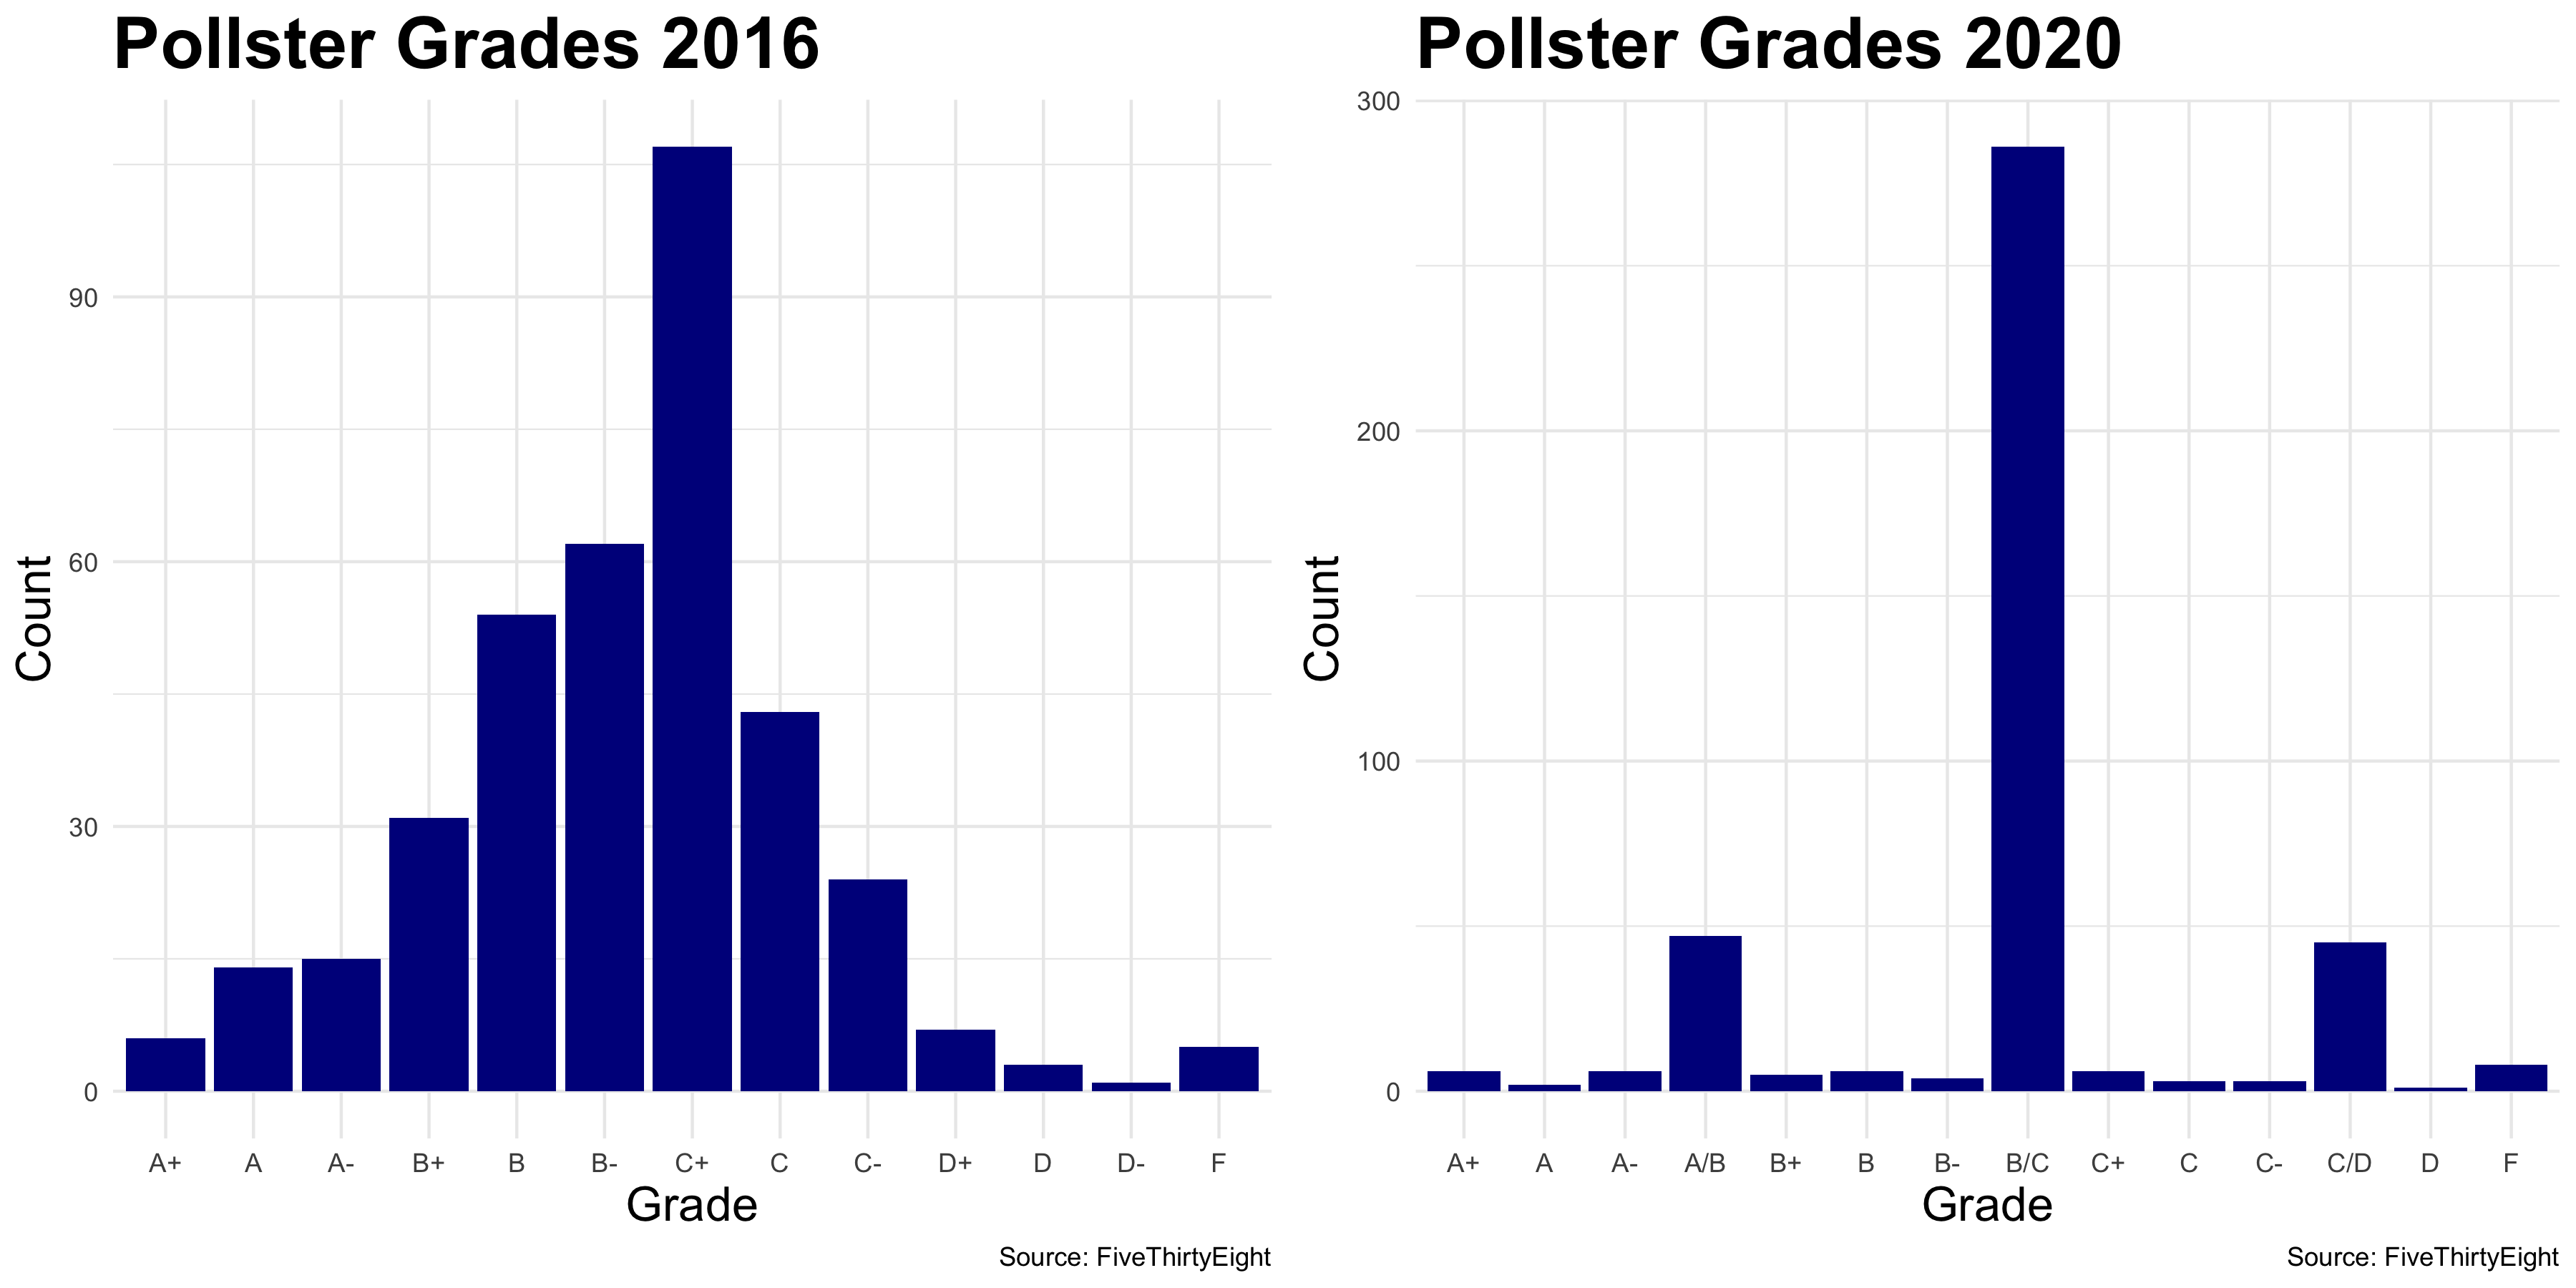 Pollster Grades 2016
Count
90
60
30
0
A+ A A- B+ B B- C+ C C- D+ D D- F
Grade
Source: FiveThirtyEight
Pollster Grades 2020
Count
300
200
100
0
A+ A A- A/B B+ B B- B/C C+ C C- C/D D F
Grade
Source: FiveThirtyEight